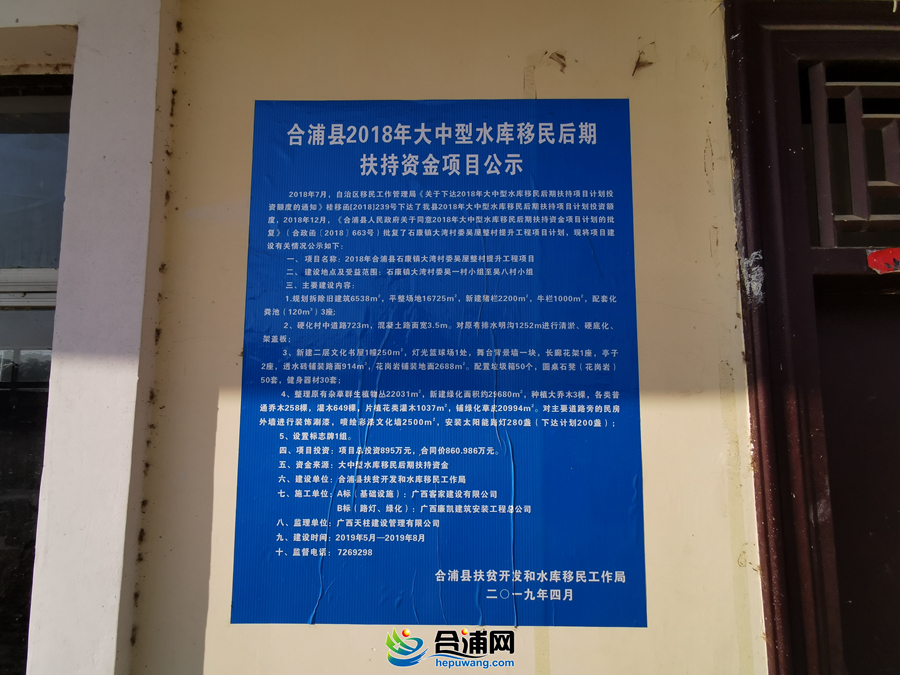 合浦县2018年大中型水库移民后期
扶持资金项目公示
2018年7月，自治区移民工作管理局《关于下达2018年大中型水库移民后期扶持项目计划投
资额度的通知》桂移函[2018]239号下达了我县2018年大中型水库移民后期扶持项目计划投资额
度，2018年12月，《合浦县人民政府关于同意2018年大中型水库移民后期扶持资金项目计划的批
复》（合政函〔2018〕663号）批复了石康镇大湾村委吴屋整村提升工程项目计划，现将项目建
设有关情况公示如下：
一、项目名称：2018年合浦县石康镇大湾村委吴屋整村提升工程项目
二、建设地点及受益范围：石康镇大湾村委吴一村小组至吴八村小组
三、主要建设内容：
1.规划拆除旧建筑6538m²，平整场地16725m²，新建猪栏2200m²，牛栏1000m²，配套化
粪池（120m³）3座；
2、硬化村中道路723m，混凝土路面宽3.5m。对原有排水明沟1252m进行清淤、硬底化、
架盖板；
3、新建二层文化书屋1幢250m²，灯光篮球场1处，舞台背景墙一块，长廊花架1座，亭子
2座，透水砖铺装路面914m²，花岗岩铺装地面2688m²。配置垃圾箱50个，圆桌石凳（花岗岩）
50套，健身器材30套；
4、整理原有杂草群生植物丛22031m²，新建绿化面积约29680m²，种植大乔木3棵，各类普
通乔木258棵，灌木649棵，片植花类灌木1037m²，铺绿化草皮20994m²。对主要道路旁的民房
外墙进行装饰涮漆，喷绘彩漆文化墙2500m²，安装太阳能路灯280盏（下达计划200盏）；
5、设置标志牌1组。
四、项目投资：项目总投资895万元，合同价860.986万元。
五、资金来源：大中型水库移民后期扶持资金
六、建设单位：合浦县扶贫开发和水库移民工作局
七、施工单位：A标（基础设施）：广西客家建设有限公司
B标（路灯、绿化）：广西廉凯建筑安装工程总公司
八、监理单位：广西天柱建设管理有限公司
九、建设时间：2019年5月—2019年8月
十、监督电话：7269298
合浦县扶贫开发和水库移民工作局
二〇一九年四月
合浦网
hepuwang.com